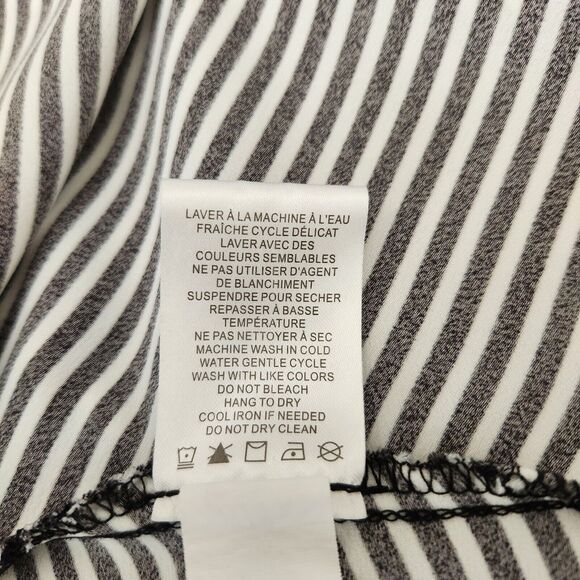 LAVER À LA MACHINE À L'EAU
FRAÎCHE CYCLE DÉLICAT
LAVER AVEC DES
COULEURS SEMBLABLES
NE PAS UTILISER D'AGENT
DE BLANCHIMENT
SUSPENDRE POUR SECHER
REPASSER À BASSE
TEMPÉRATURE
NE PAS NETTOYER À SEC
MACHINE WASH IN COLD
WATER GENTLE CYCLE
WASH WITH LIKE COLORS
DO NOT BLEACH
HANG TO DRY
COOL IRON IF NEEDED
DO NOT DRY CLEAN